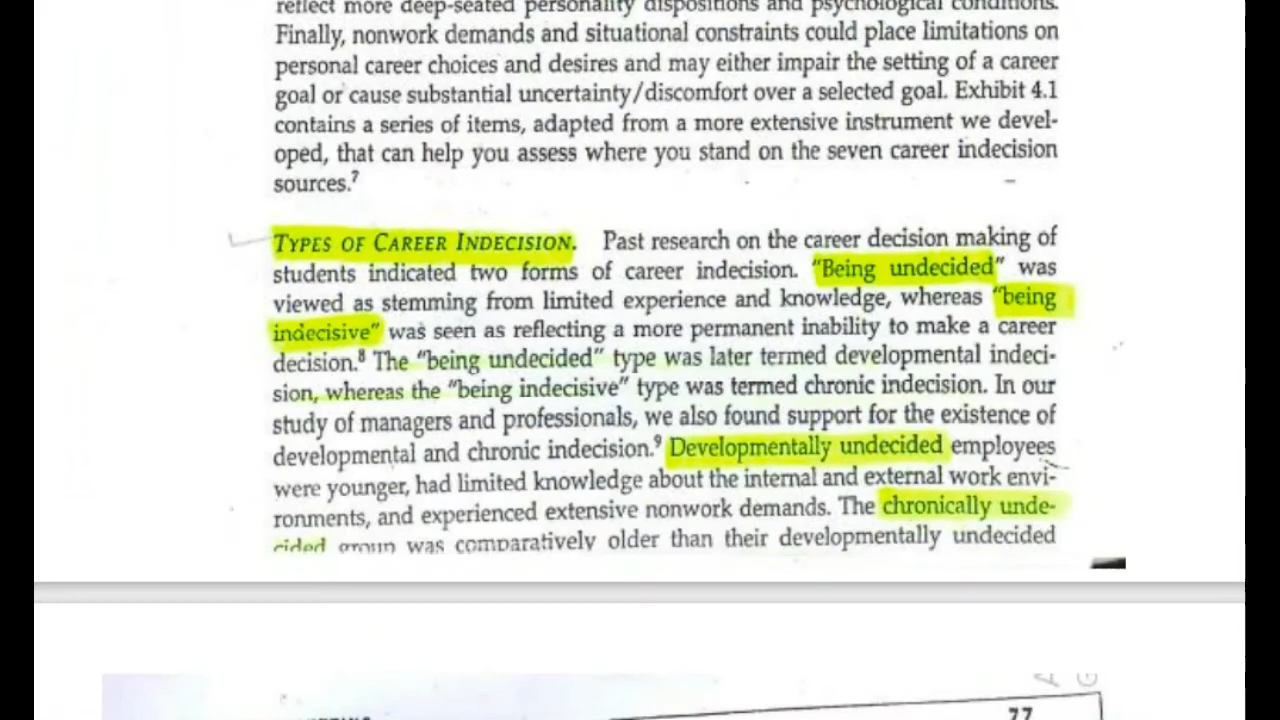 reflect more deep-seated personality dispositions and psychological conditions.
Finally, nonwork demands and situational constraints could place limitations on
personal career choices and desires and may either impair the setting of a career
goal or cause substantial uncertainty/discomfort over a selected goal. Exhibit 4.1
contains a series of items, adapted from a more extensive instrument we devel-
oped, that can help you assess where you stand on the seven career indecision
sources.⁷
TYPES OF CAREER INDECISION. Past research on the career decision making of
students indicated two forms of career indecision. “Being undecided” was
viewed as stemming from limited experience and knowledge, whereas “being
indecisive” was seen as reflecting a more permanent inability to make a career
decision.⁸ The “being undecided” type was later termed developmental indeci-
sion, whereas the “being indecisive” type was termed chronic indecision. In our
study of managers and professionals, we also found support for the existence of
developmental and chronic indecision.⁹ Developmentally undecided employees
were younger, had limited knowledge about the internal and external work envi-
ronments, and experienced extensive nonwork demands. The chronically unde-
cided group was comparatively older than their developmentally undecided
77